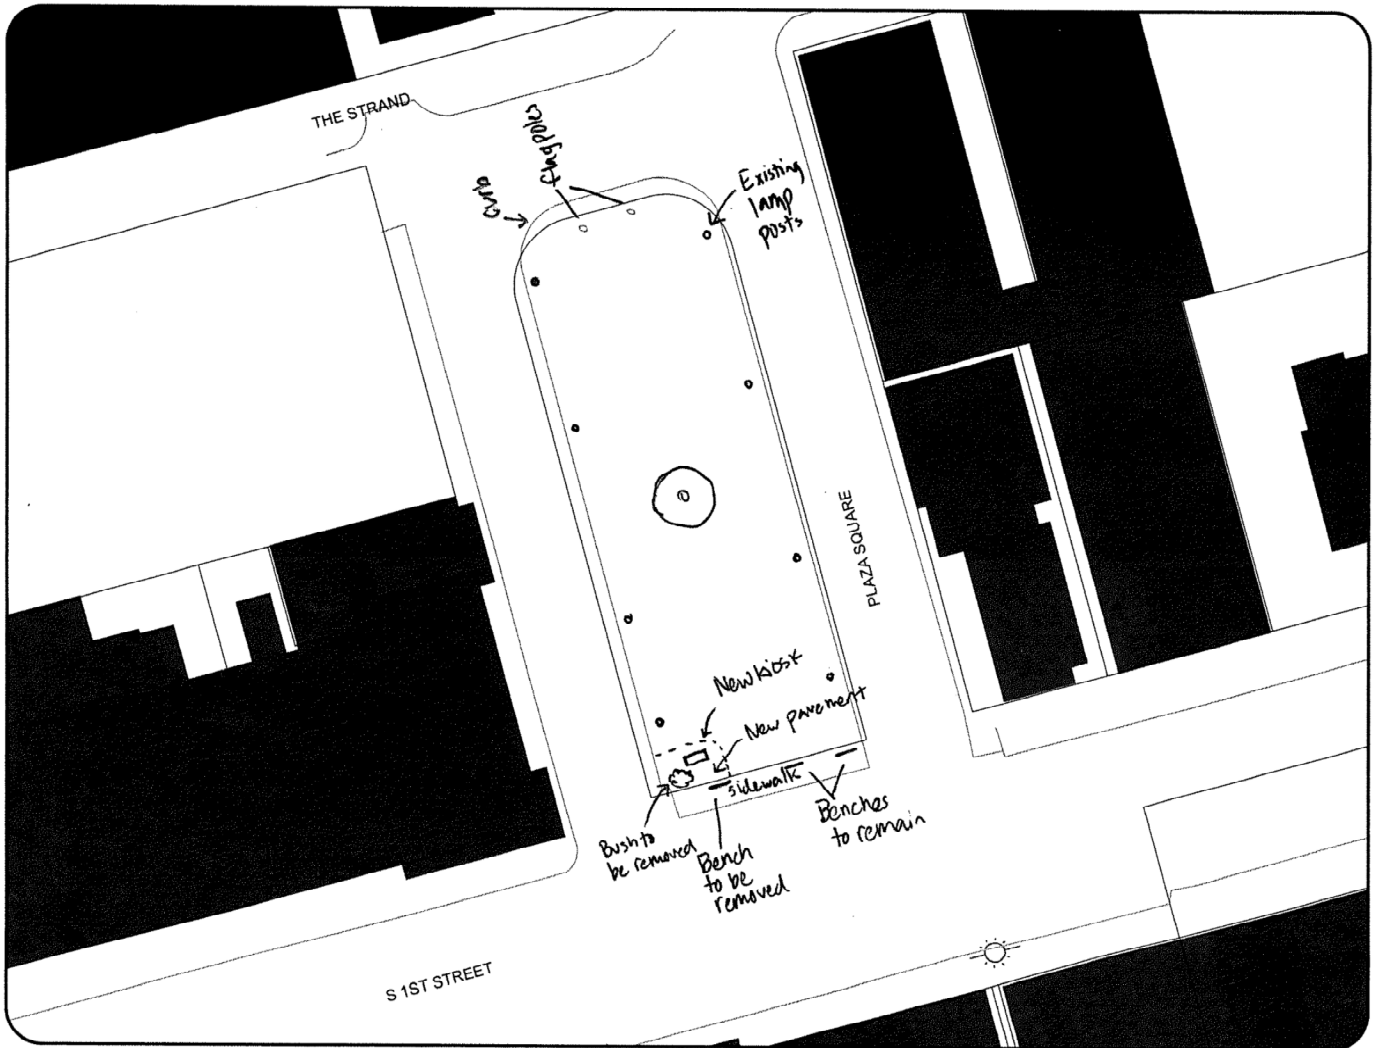 THE STRAND
curb
flagpoles
Existing
lamp
posts
PLAZA SQUARE
New kiosk
New pavement
sidewalk
Bush to
be removed
Bench
to be
removed
Benches
to remain
S 1ST STREET